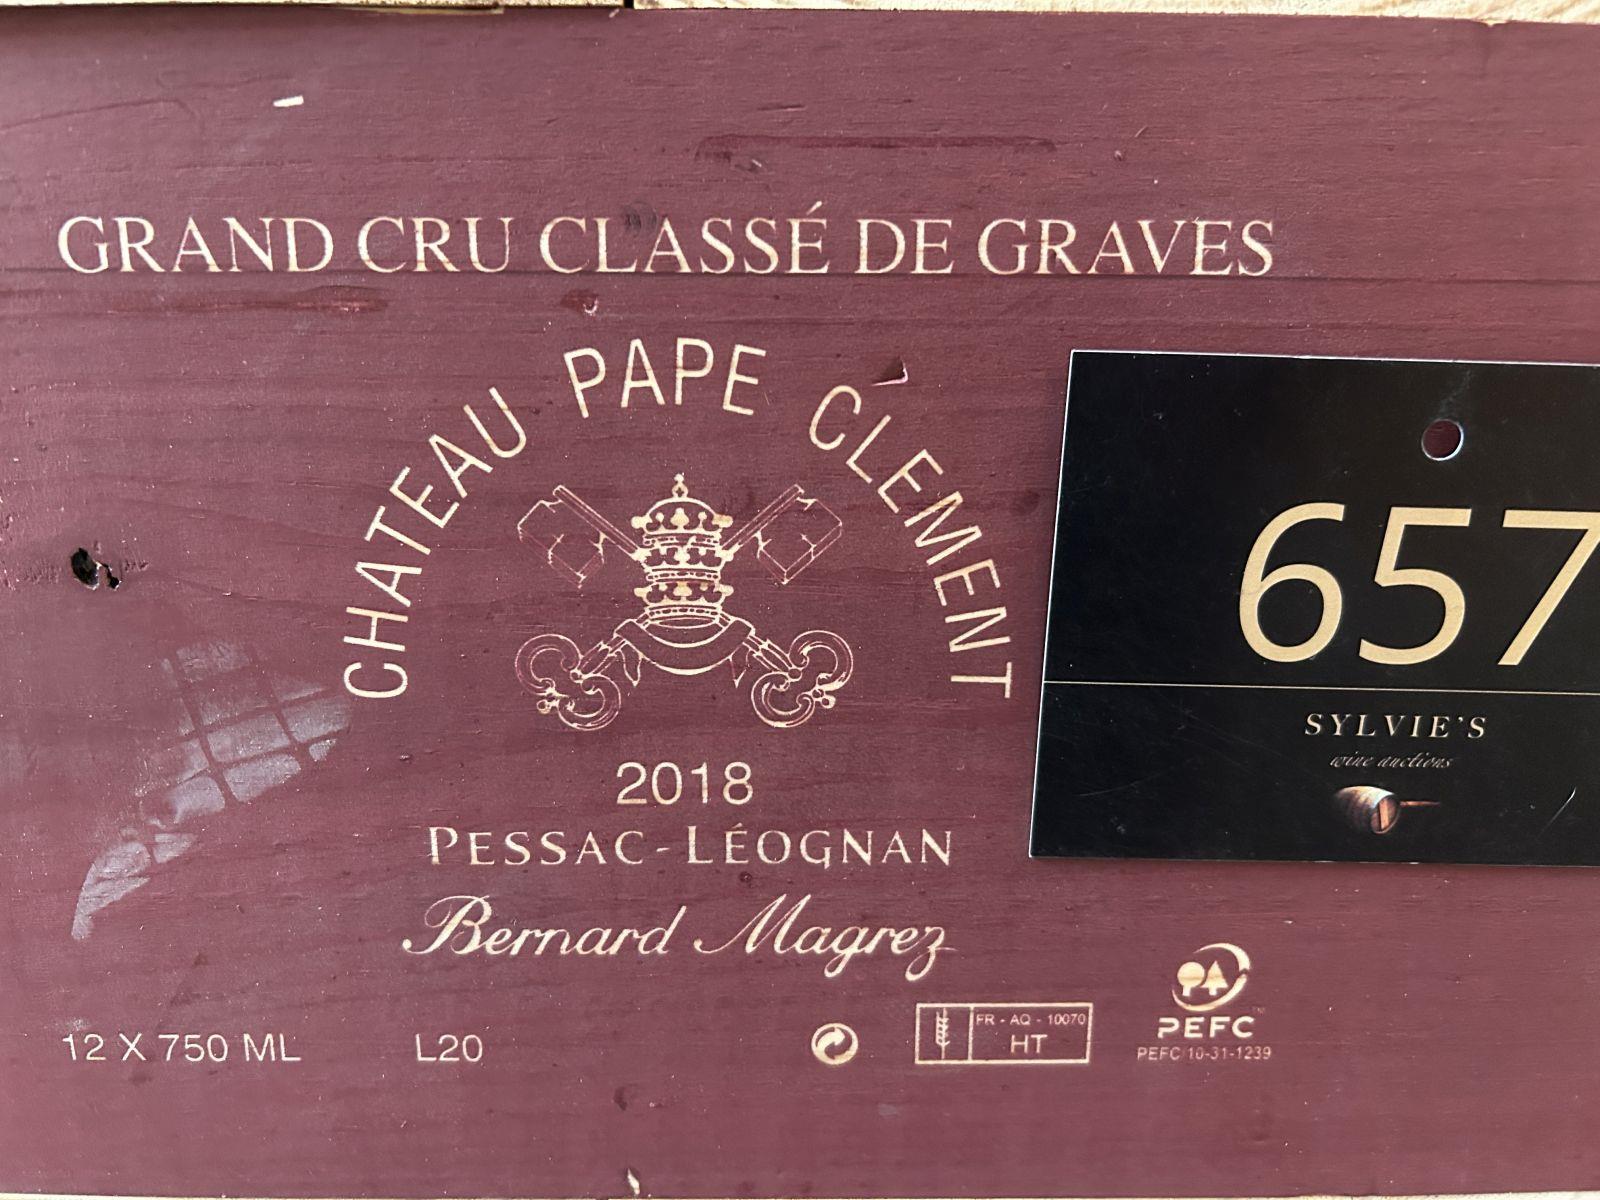 GRAND CRU CLASSÉ DE GRAVES
CHATEAU PAPE CLEMENT
2018
PESSAC-LÉOGNAN
Bernard Magrez
12 X 750 ML
L20
FR - AQ - 10070
HT
PEFC™
PEFC/10-31-1239
657
SYLVIE'S
wine auctions